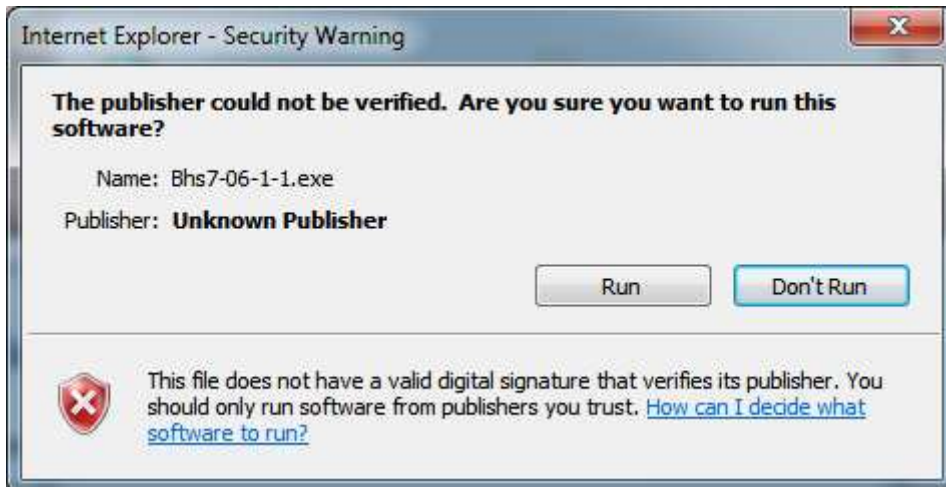 Internet Explorer - Security Warning
The publisher could not be verified. Are you sure you want to run this
software?
Name: Bhs7-06-1-1.exe
Publisher: Unknown Publisher
Run Don't Run
This file does not have a valid digital signature that verifies its publisher. You
should only run software from publishers you trust. How can I decide what
software to run?